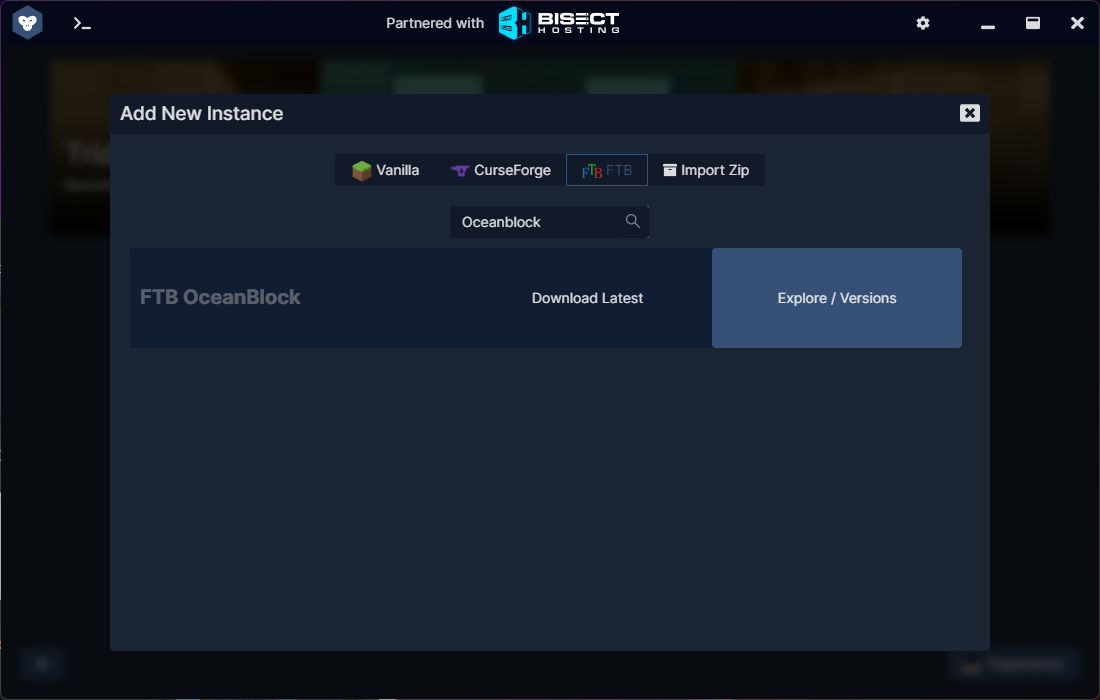 Partnered with BISECT HOSTING
Add New Instance
Vanilla CurseForge FTB FTB Import Zip
Oceanblock
FTB OceanBlock Download Latest Explore / Versions